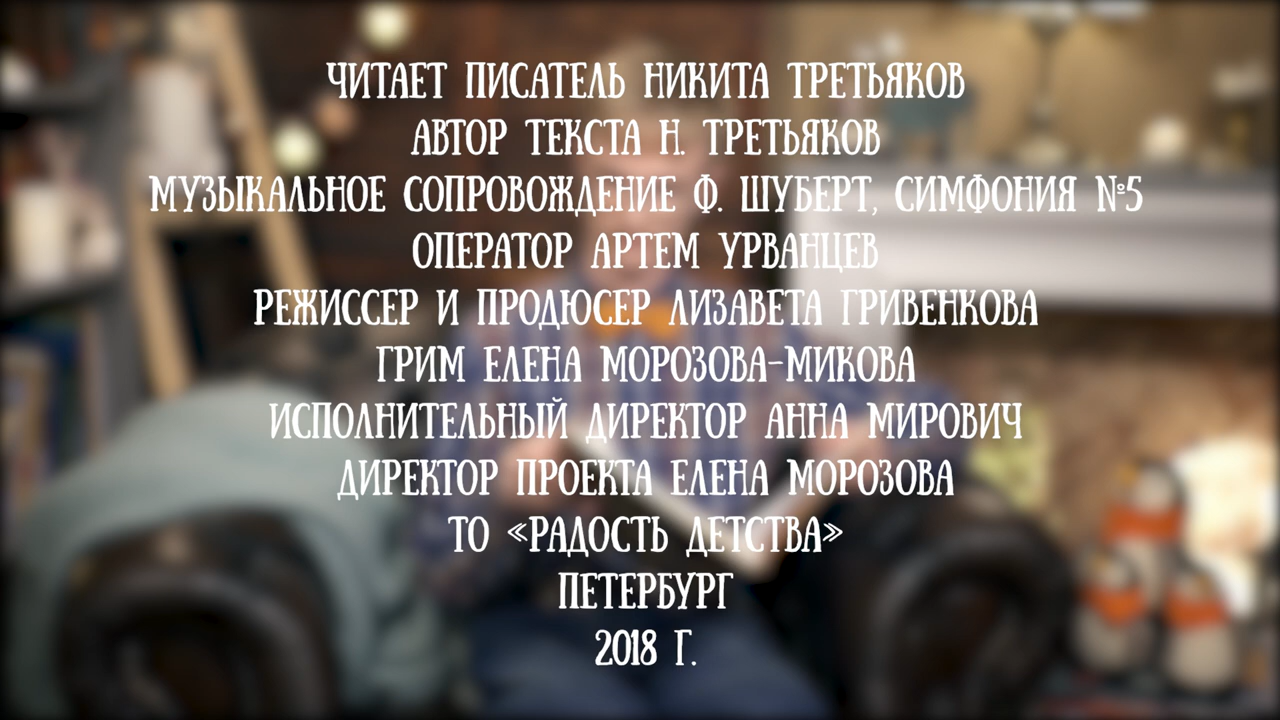 ЧИТАЕТ ПИСАТЕЛЬ НИКИТА ТРЕТЬЯКОВ
АВТОР ТЕКСТА Н. ТРЕТЬЯКОВ
МУЗЫКАЛЬНОЕ СОПРОВОЖДЕНИЕ Ф. ШУБЕРТ, СИМФОНИЯ №5
ОПЕРАТОР АРТЕМ УРВАНЦЕВ
РЕЖИССЕР И ПРОДЮСЕР ЛИЗАВЕТА ГРИВЕНКОВА
ГРИМ ЕЛЕНА МОРОЗОВА-МИКОВА
ИСПОЛНИТЕЛЬНЫЙ ДИРЕКТОР АННА МИРОВИЧ
ДИРЕКТОР ПРОЕКТА ЕЛЕНА МОРОЗОВА
ТО «РАДОСТЬ ДЕТСТВА»
ПЕТЕРБУРГ
2018 Г.